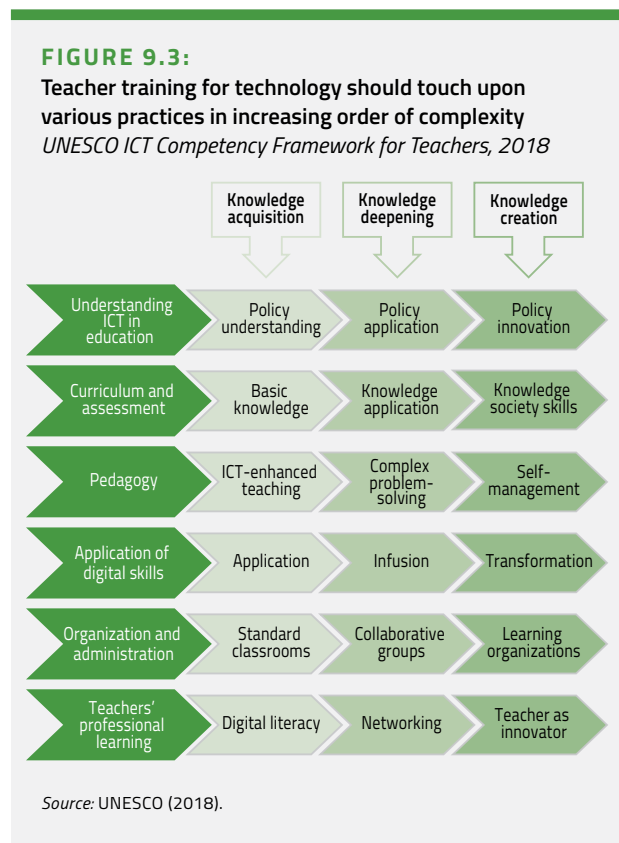 FIGURE 9.3:
Teacher training for technology should touch upon
various practices in increasing order of complexity
UNESCO ICT Competency Framework for Teachers, 2018
Knowledge
acquisition
Knowledge
deepening
Knowledge
creation
Understanding
ICT in
education
Policy
understanding
Policy
application
Policy
innovation
Curriculum and
assessment
Basic
knowledge
Knowledge
application
Knowledge
society skills
Pedagogy
ICT-enhanced
teaching
Complex
problem-
solving
Self-
management
Application of
digital skills
Application
Infusion
Transformation
Organization and
administration
Standard
classrooms
Collaborative
groups
Learning
organizations
Teachers’
professional
learning
Digital literacy
Networking
Teacher as
innovator
Source: UNESCO (2018).